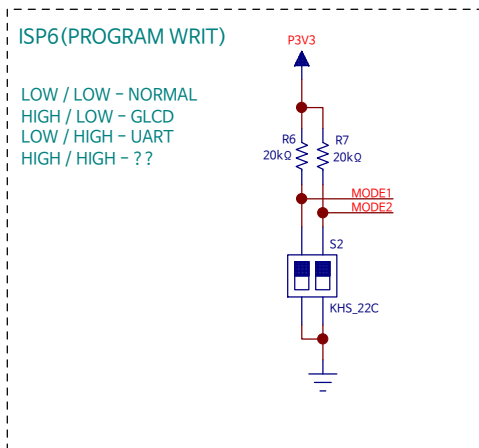 ISP6(PROGRAM WRIT)
P3V3
LOW / LOW - NORMAL
HIGH / LOW - GLCD
LOW / HIGH - UART
HIGH / HIGH - ??
R6
20kΩ
R7
20kΩ
MODE1
MODE2
S2
KHS_22C